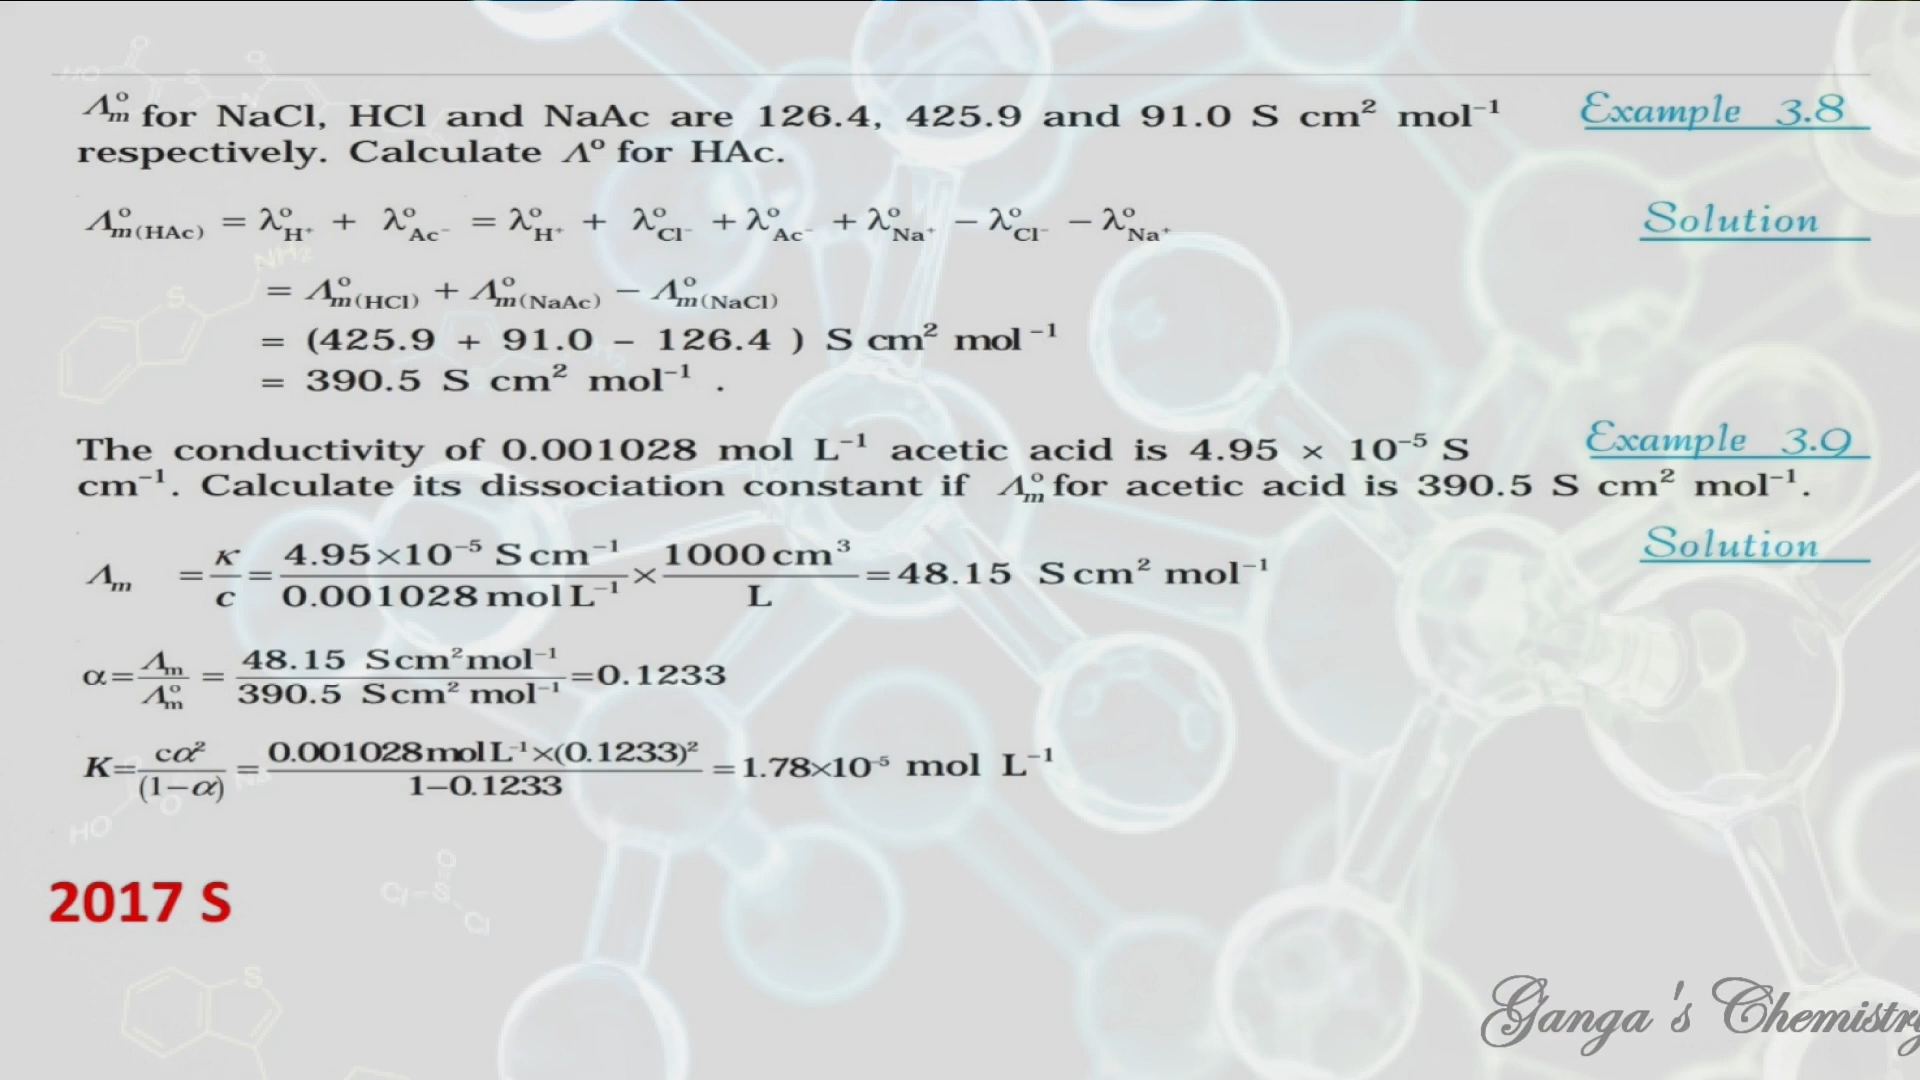 Λ°m for NaCl, HCl and NaAc are 126.4, 425.9 and 91.0 S cm² mol⁻¹ Example 3.8
respectively. Calculate Λ° for HAc.
Λ°m(HAc) = λ°H⁺ + λ°Ac⁻ = λ°H⁺ + λ°Cl⁻ + λ°Ac⁻ + λ°Na⁺ − λ°Cl⁻ − λ°Na⁺ Solution
= Λ°m(HCl) + Λ°m(NaAc) − Λ°m(NaCl)
= (425.9 + 91.0 − 126.4 ) S cm² mol⁻¹
= 390.5 S cm² mol⁻¹ .
The conductivity of 0.001028 mol L⁻¹ acetic acid is 4.95 × 10⁻⁵ S Example 3.9
cm⁻¹. Calculate its dissociation constant if Λ°m for acetic acid is 390.5 S cm² mol⁻¹.
Solution
Λm = κ/c = 4.95×10⁻⁵ S cm⁻¹/0.001028 mol L⁻¹ × 1000 cm³/L = 48.15 S cm² mol⁻¹
α = Λm/Λ°m = 48.15 S cm² mol⁻¹/390.5 S cm² mol⁻¹ = 0.1233
K = cα²/(1−α) = 0.001028 mol L⁻¹×(0.1233)²/1−0.1233 = 1.78×10⁻⁵ mol L⁻¹
2017 S
Ganga's Chemistry